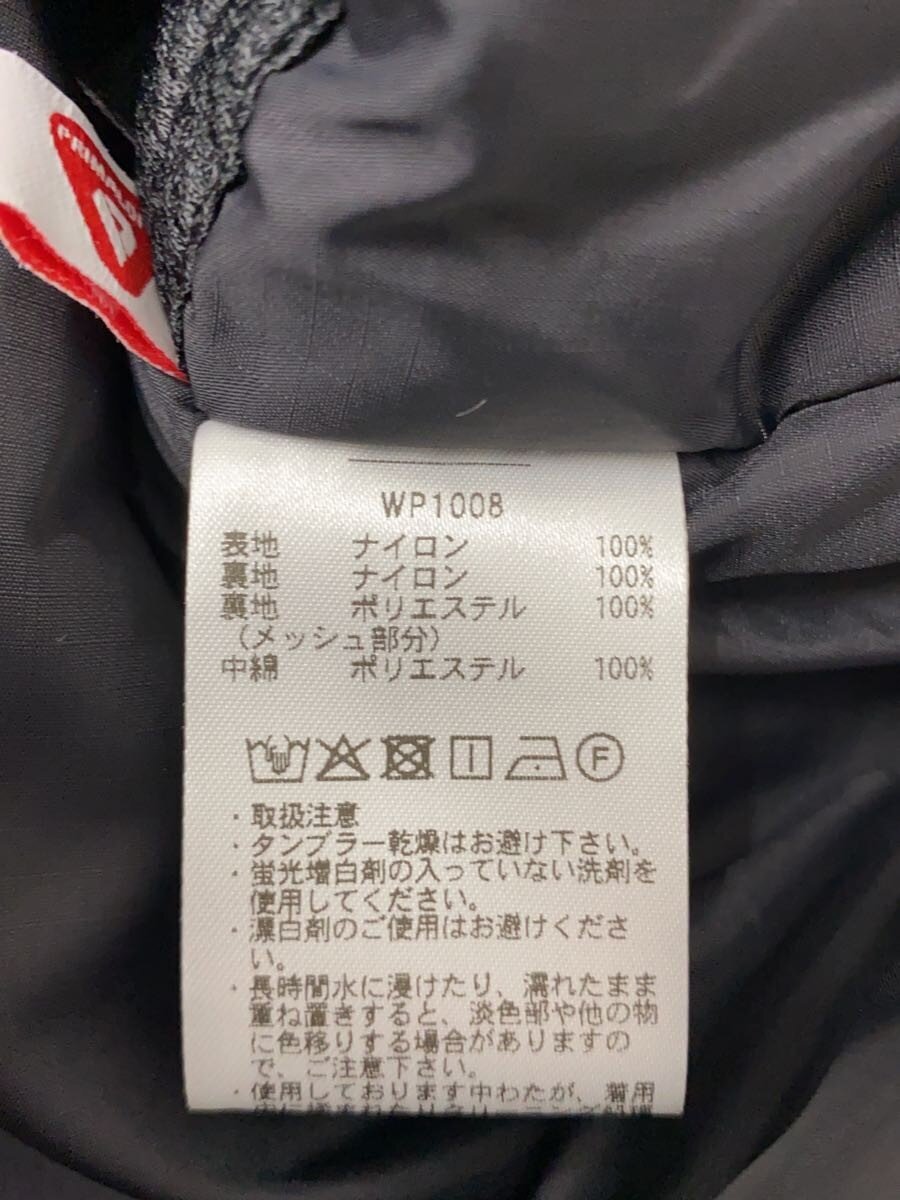 WP1008
表地 ナイロン 100%
裏地 ナイロン 100%
裏地 ポリエステル 100%
(メッシュ部分)
中綿 ポリエステル 100%
F
・取扱注意
・タンブラー乾燥はお避け下さい。
・蛍光増白剤の入っていない洗剤を
使用してください。
・漂白剤のご使用はお避けくださ
い。
・長時間水に浸けたり、濡れたまま
重ね置きすると、淡色部や他の物
に色移りする場合がありますの
で、ご注意下さい。
・使用しております中わたが、着用